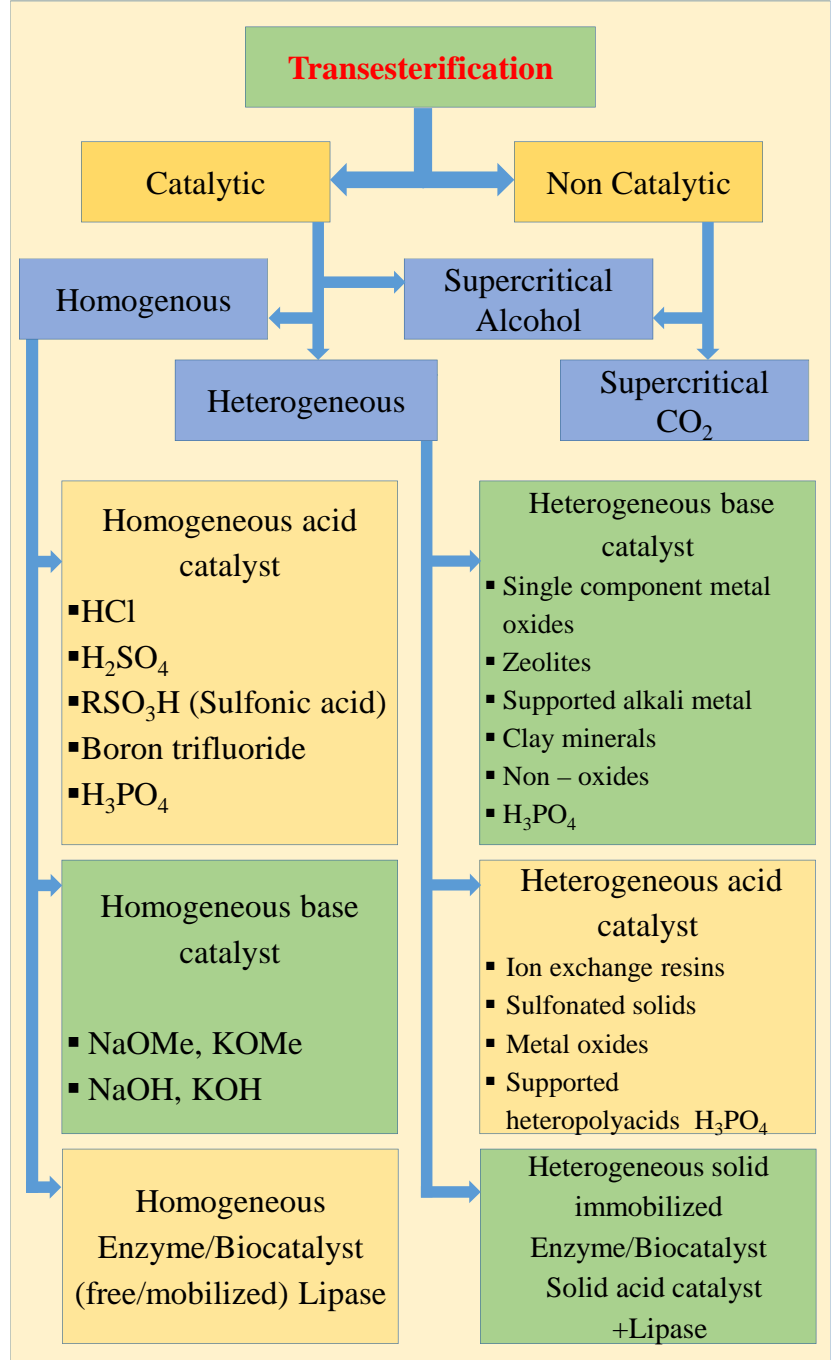 Transesterification
Catalytic
Non Catalytic
Homogenous
Supercritical
Alcohol
Heterogeneous
Supercritical
CO₂
Homogeneous acid
catalyst
▪HCl
▪H₂SO₄
▪RSO₃H (Sulfonic acid)
▪Boron trifluoride
▪H₃PO₄
Heterogeneous base
catalyst
▪ Single component metal
oxides
▪ Zeolites
▪ Supported alkali metal
▪ Clay minerals
▪ Non – oxides
▪ H₃PO₄
Homogeneous base
catalyst
▪ NaOMe, KOMe
▪ NaOH, KOH
Heterogeneous acid
catalyst
▪ Ion exchange resins
▪ Sulfonated solids
▪ Metal oxides
▪ Supported
heteropolyacids H₃PO₄
Homogeneous
Enzyme/Biocatalyst
(free/mobilized) Lipase
Heterogeneous solid
immobilized
Enzyme/Biocatalyst
Solid acid catalyst
+Lipase